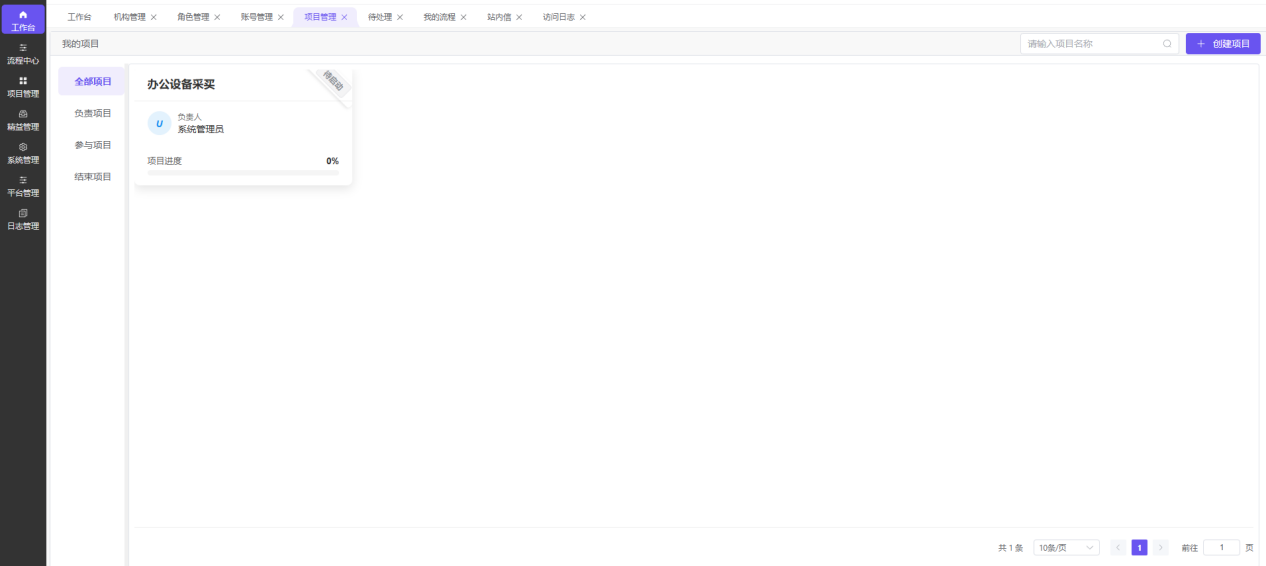 工作台
流程中心
项目管理
精益管理
系统管理
平台管理
日志管理
工作台 机构管理 角色管理 账号管理 项目管理 待处理 我的流程 站内信 访问日志
我的项目
请输入项目名称
创建项目
全部项目
负责项目
参与项目
结束项目
办公设备采买
待启动
U
负责人
系统管理员
项目进度 0%
共 1 条 10条/页 1 前往 1 页